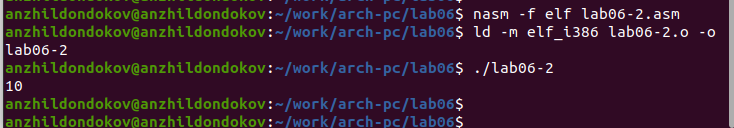 anzhildondokov@anzhildondokov:~/work/arch-pc/lab06$ nasm -f elf lab06-2.asm
anzhildondokov@anzhildondokov:~/work/arch-pc/lab06$ ld -m elf_i386 lab06-2.o -o
lab06-2
anzhildondokov@anzhildondokov:~/work/arch-pc/lab06$ ./lab06-2
10
anzhildondokov@anzhildondokov:~/work/arch-pc/lab06$
anzhildondokov@anzhildondokov:~/work/arch-pc/lab06$